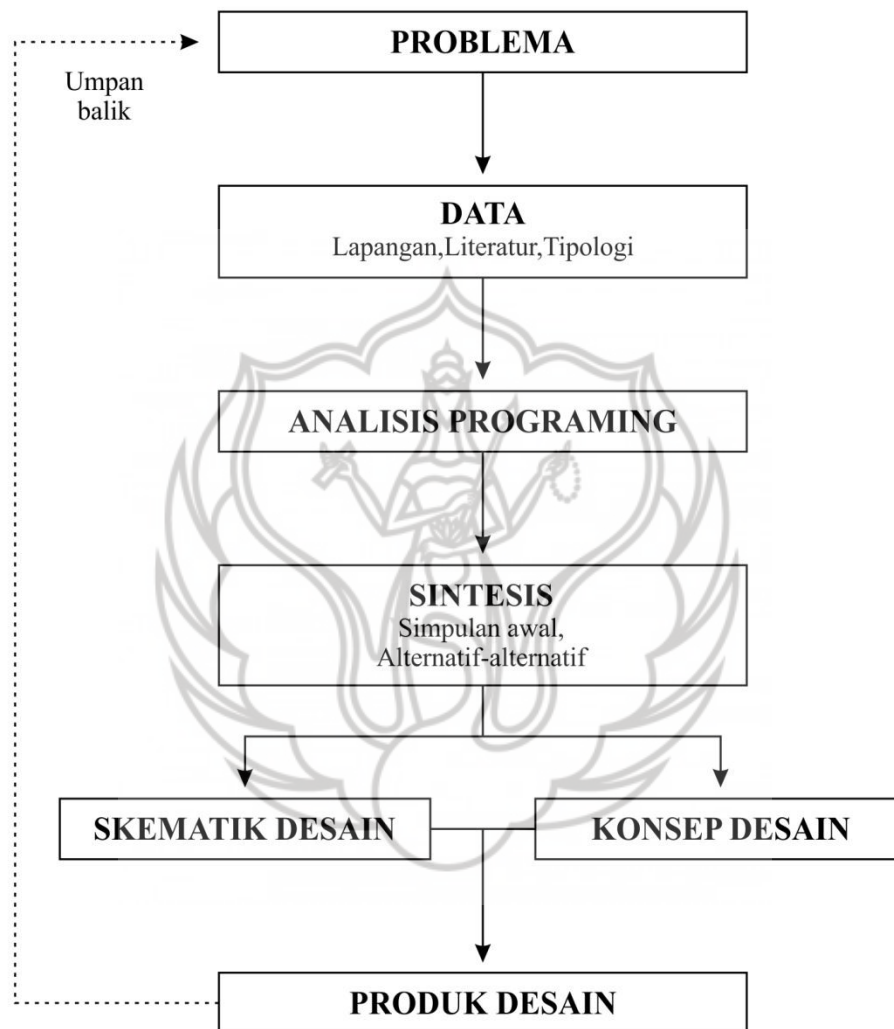 PROBLEMA
Umpan
balik
DATA
Lapangan,Literatur,Tipologi
ANALISIS PROGRAMING
SINTESIS
Simpulan awal,
Alternatif-alternatif
SKEMATIK DESAIN
KONSEP DESAIN
PRODUK DESAIN